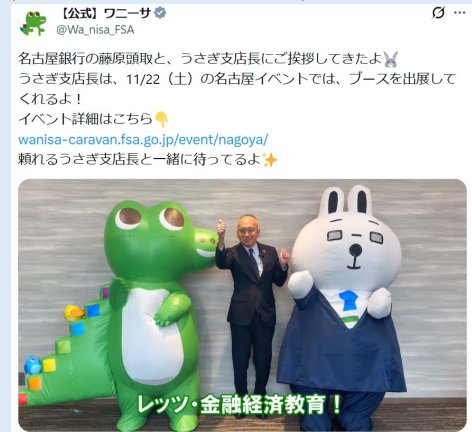 【公式】ワニーサ
@Wa_nisa_FSA
名古屋銀行の藤原頭取と、うさぎ支店長にご挨拶してきたよ🐰
うさぎ支店長は、11/22（土）の名古屋イベントでは、ブースを出展して
くれるよ！
イベント詳細はこちら👇
wanisa-caravan.fsa.go.jp/event/nagoya/
頼れるうさぎ支店長と一緒に待ってるよ✨
レッツ・金融経済教育！